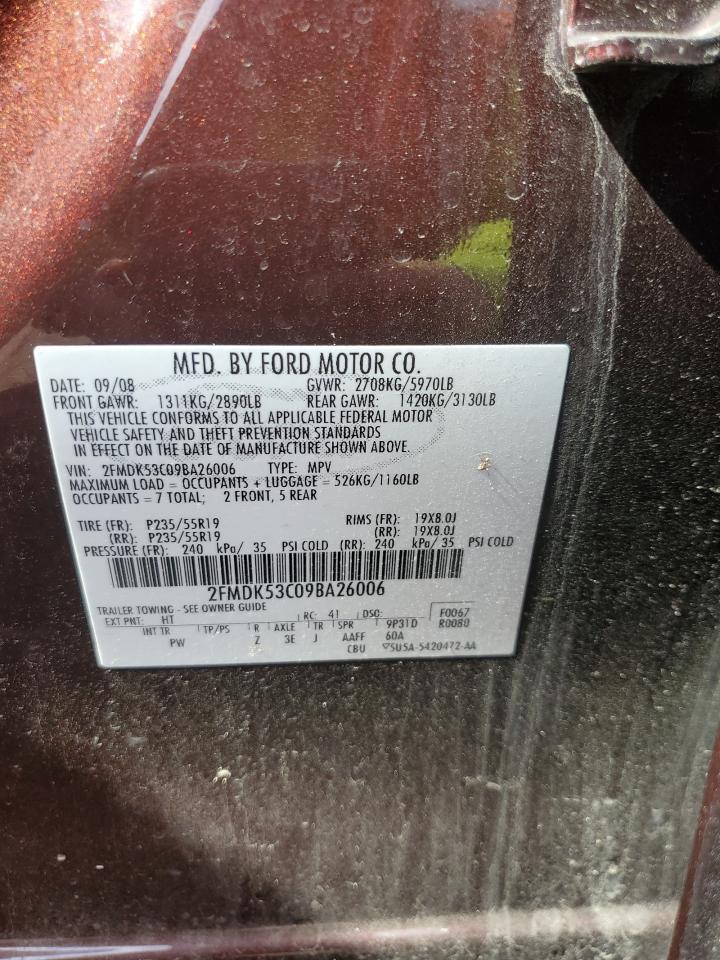 MFD. BY FORD MOTOR CO.
DATE: 09/08 GVWR: 2708KG/5970LB
FRONT GAWR: 1311KG/2890LB REAR GAWR: 1420KG/3130LB
THIS VEHICLE CONFORMS TO ALL APPLICABLE FEDERAL MOTOR
VEHICLE SAFETY AND THEFT PREVENTION STANDARDS
IN EFFECT ON THE DATE OF MANUFACTURE SHOWN ABOVE
VIN: 2FMDK53C09BA26006 TYPE: MPV
MAXIMUM LOAD = OCCUPANTS + LUGGAGE = 526KG/1160LB
OCCUPANTS = 7 TOTAL; 2 FRONT, 5 REAR
TIRE (FR): P235/55R19 RIMS (FR): 19X8.0J
(RR): P235/55R19 (RR): 19X8.0J
PRESSURE (FR): 240 kPa/ 35 PSI COLD (RR): 240 kPa/ 35 PSI COLD
2FMDK53C09BA26006
TRAILER TOWING - SEE OWNER GUIDE
EXT PNT: HT RC: 41 DSO: F0067
INT TR TP/PS R AXLE TR SPR 9P31D R0080
PW Z 3E J AAFF 60A
CBU 5U5A-5420472-AA